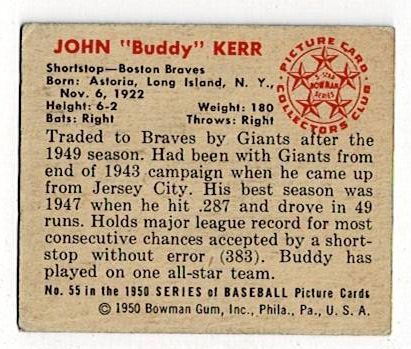 JOHN "Buddy" KERR
Shortstop—Boston Braves
Born: Astoria, Long Island, N. Y.,
Nov. 6, 1922
Height: 6-2 Weight: 180
Bats: Right Throws: Right
PICTURE CARD
5-STAR
BOWMAN
SERIES
COLLECTORS CLUB
Traded to Braves by Giants after the
1949 season. Had been with Giants from
end of 1943 campaign when he came up
from Jersey City. His best season was
1947 when he hit .287 and drove in 49
runs. Holds major league record for most
consecutive chances accepted by a short-
stop without error (383). Buddy has
played on one all-star team.
No. 55 in the 1950 SERIES of BASEBALL Picture Cards
©1950 Bowman Gum, Inc., Phila., Pa., U. S. A.